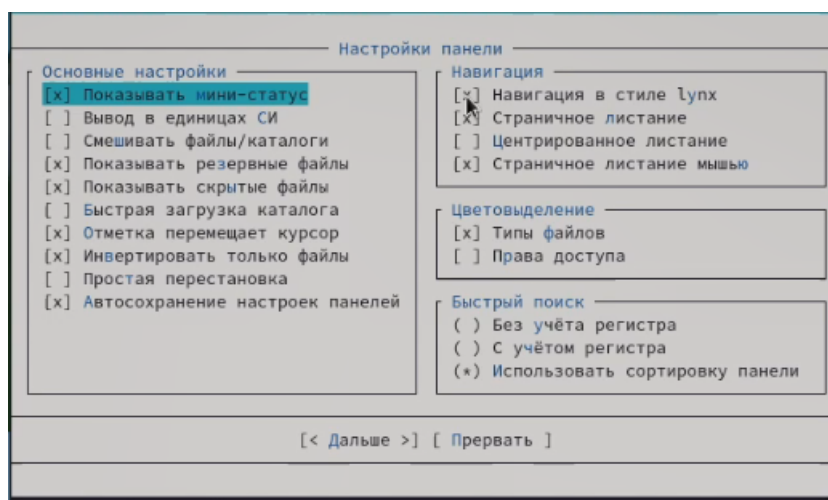 Настройки панели
Основные настройки
[x] Показывать мини-статус
[ ] Вывод в единицах СИ
[ ] Смешивать файлы/каталоги
[x] Показывать резервные файлы
[x] Показывать скрытые файлы
[ ] Быстрая загрузка каталога
[x] Отметка перемещает курсор
[x] Инвертировать только файлы
[ ] Простая перестановка
[x] Автосохранение настроек панелей
Навигация
[x] Навигация в стиле lynx
[x] Страничное листание
[ ] Центрированное листание
[x] Страничное листание мышью
Цветовыделение
[x] Типы файлов
[ ] Права доступа
Быстрый поиск
( ) Без учёта регистра
( ) С учётом регистра
(*) Использовать сортировку панели
[< Дальше >] [ Прервать ]